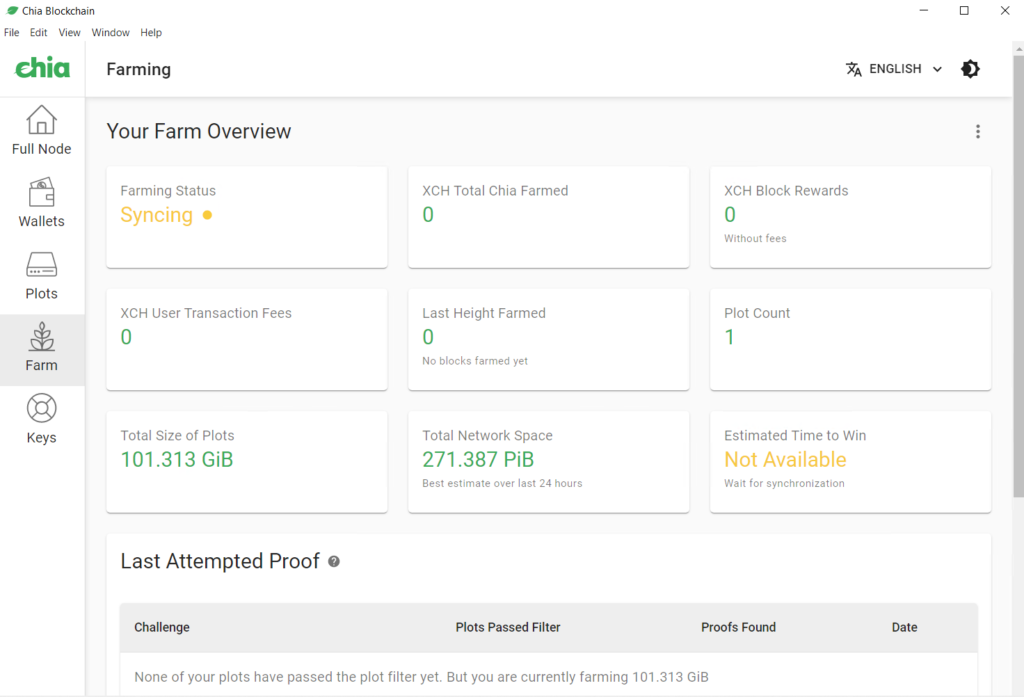 Chia Blockchain
File Edit View Window Help
chia
Farming
ENGLISH
Full Node
Wallets
Plots
Farm
Keys
Your Farm Overview
Farming Status
Syncing
XCH Total Chia Farmed
0
XCH Block Rewards
0
Without fees
XCH User Transaction Fees
0
Last Height Farmed
0
No blocks farmed yet
Plot Count
1
Total Size of Plots
101.313 GiB
Total Network Space
271.387 PiB
Best estimate over last 24 hours
Estimated Time to Win
Not Available
Wait for synchronization
Last Attempted Proof ?
Challenge Plots Passed Filter Proofs Found Date
None of your plots have passed the plot filter yet. But you are currently farming 101.313 GiB